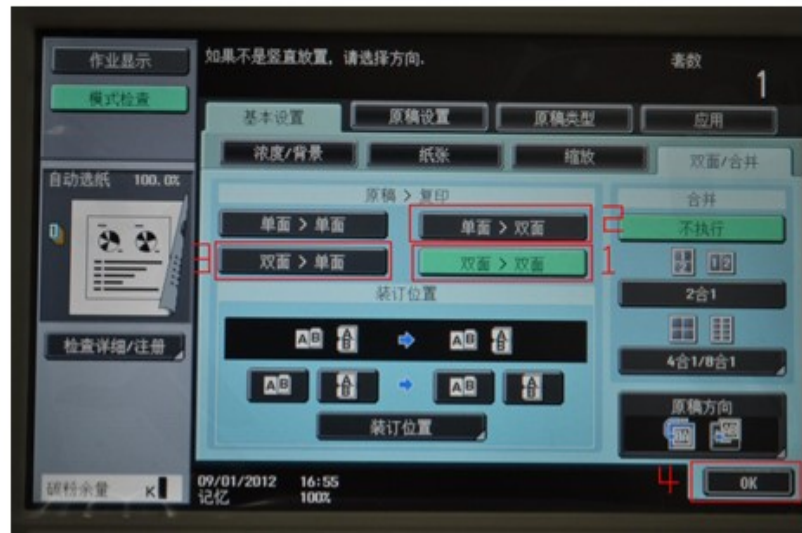 作业显示
模式检查
如果不是竖直放置，请选择方向.
套数
1
基本设置
原稿设置
原稿类型
应用
浓度/背景
纸张
缩放
双面/合并
自动选纸 100.0%
原稿 > 复印
合并
单面 > 单面
单面 > 双面
2
不执行
3
双面 > 单面
双面 > 双面
1
2合1
装订位置
检查详细/注册
4合1/8合1
装订位置
原稿方向
碳粉余量 K
09/01/2012 16:55
记忆 100%
4
OK